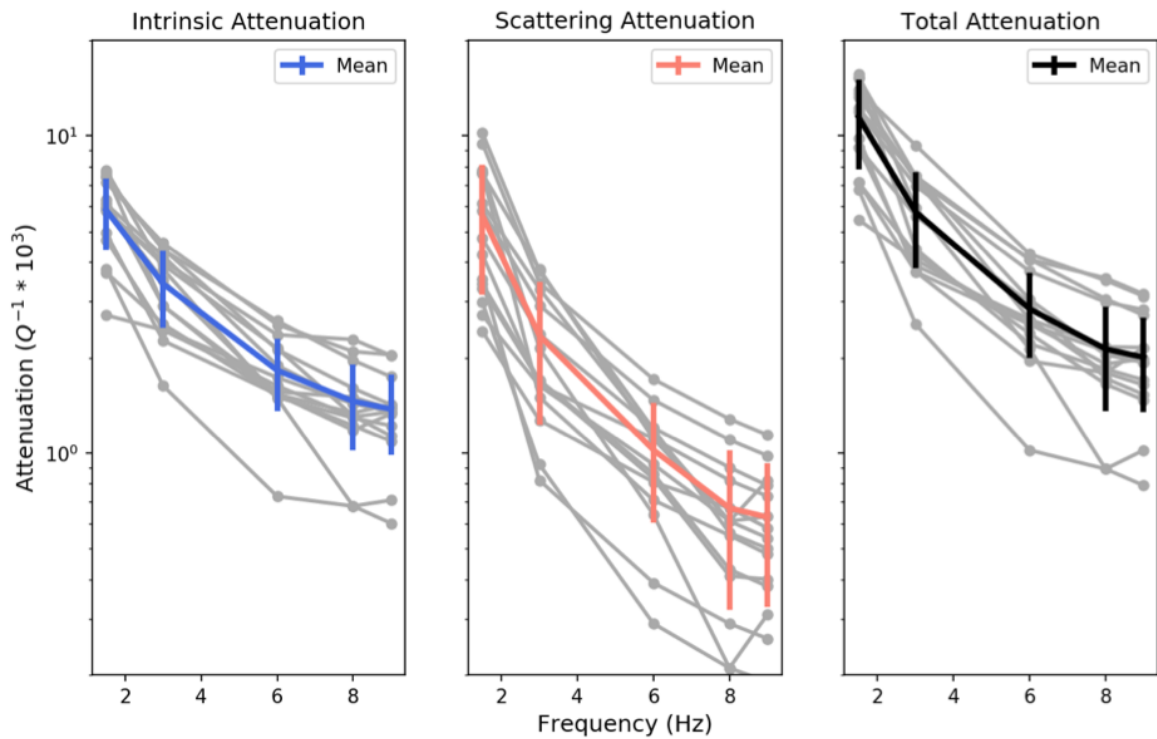 Intrinsic Attenuation
Scattering Attenuation
Total Attenuation
Mean
Mean
Mean
10¹
10⁰
Attenuation (Q⁻¹ * 10³)
2 4 6 8
2 4 6 8
2 4 6 8
Frequency (Hz)